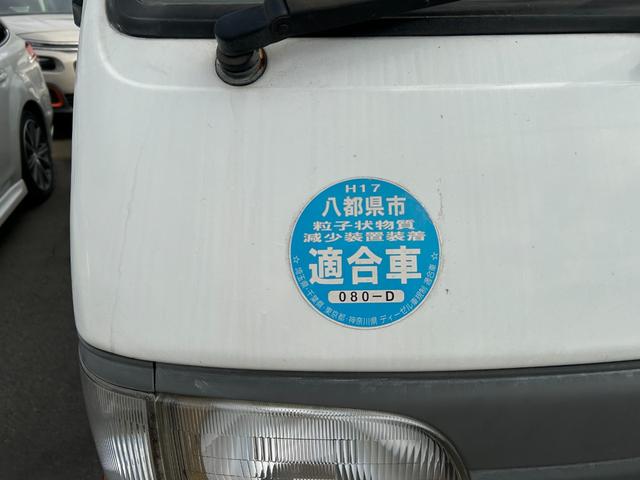 H17
八都県市
粒子状物質
減少装置装着
適合車
080-D
☆埼玉県・千葉県・東京都・神奈川県 ディーゼル車規制 適合車☆